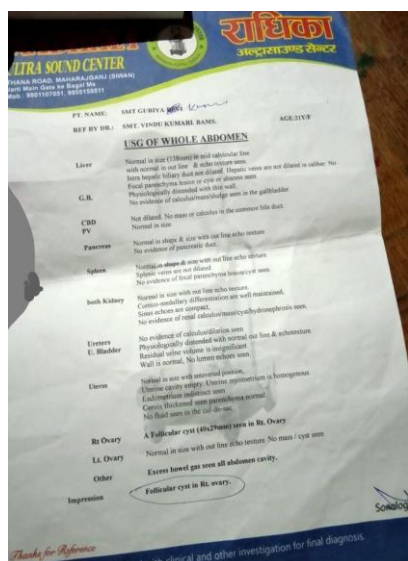 ULTRA SOUND CENTER
THANA ROAD, MAHARAJGANJ (SIWAN)
राधिका
अल्ट्रासाउण्ड सेन्टर
PT. NAME: SMT GURIYA
REF BY DR.: SMT. VINDU KUMARI. BAMS. AGE:21Y/F
USG OF WHOLE ABDOMEN
Liver Normal in size (138mm) in mid calvicular line
with normal in out line & echo texture seen.
Intra hepatic biliary duct not dilated. Hepatic veins are not dilated in caliber. No
Focal parenchyma lesion or cyst or abscess seen.
G.B. Physiologically distended with thin wall.
No evidence of calculus/mass/sludge seen in the gallbladder.
CBD Not dilated. No mass or calculus in the common bile duct.
PV Normal in size
Pancreas Normal in shape & size with out line echo texture
No evidence of pancreatic duct.
Spleen Normal in shape & size with out line echo texture
Splenic veins are not dilated.
No evidence of focal parenchyma lesion/cyst seen
both Kidney Normal in size with out line echo texture.
Cortico-medullary differentiation are well maintained.
Sinus echoes are compact.
No evidence of renal calculus/mass/cyst/hydronephrosis seen.
Ureters No evidence of calculus/dilation seen
U. Bladder Physiologically distended with normal out line & echotexture
Residual urine volume is insignificant
Wall is normal, No lumen echoes seen.
Uterus Normal in size with anteverted position,
Uterine cavity empty. Uterine myometrium is homogenous
Endometrium indistinct seen
Cervix thickened seen parenchyma normal
No fluid seen in the cul-de-sac.
Rt Ovary A Follicular cyst (40x29mm) seen in Rt. Ovary
Lt. Ovary Normal in size with out line echo texture. No mass / cyst seen
Other Excess bowel gas seen all abdomen cavity.
Impression Follicular cyst in Rt. ovary.
Thanks for Reference
clinical and other investigation for final diagnosis.